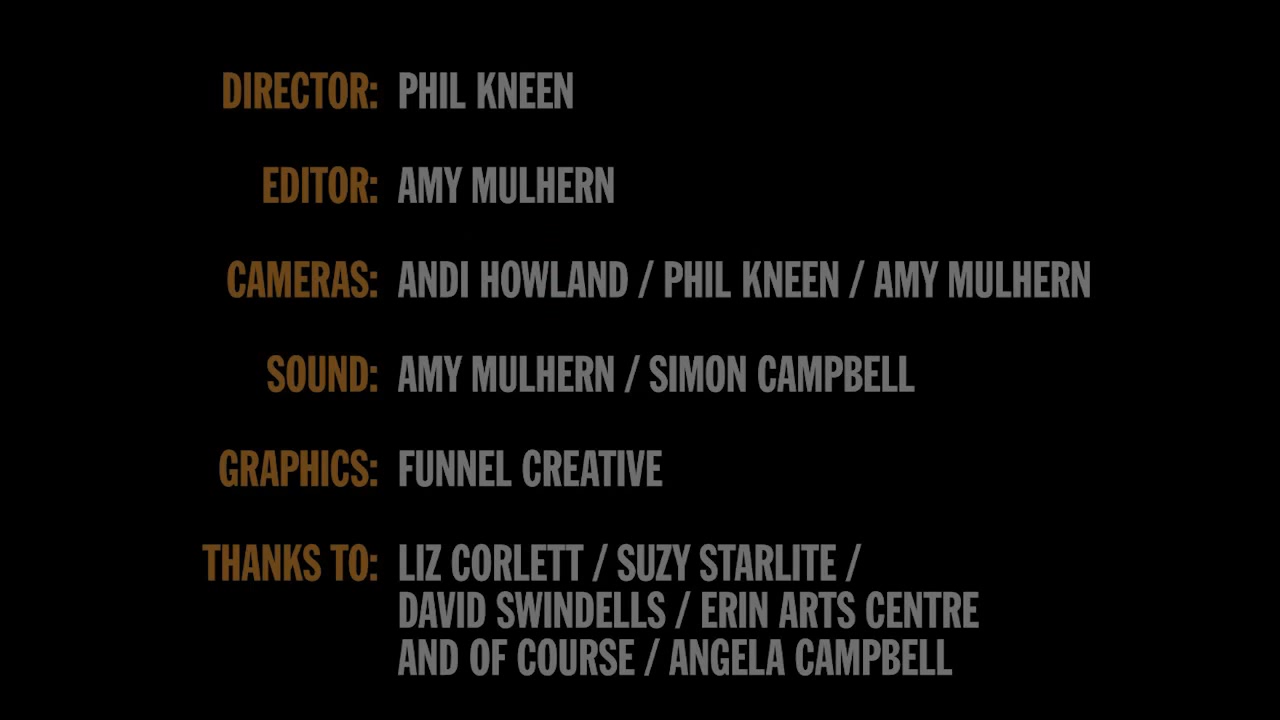 DIRECTOR: PHIL KNEEN
EDITOR: AMY MULHERN
CAMERAS: ANDI HOWLAND / PHIL KNEEN / AMY MULHERN
SOUND: AMY MULHERN / SIMON CAMPBELL
GRAPHICS: FUNNEL CREATIVE
THANKS TO: LIZ CORLETT / SUZY STARLITE /
DAVID SWINDELLS / ERIN ARTS CENTRE
AND OF COURSE / ANGELA CAMPBELL